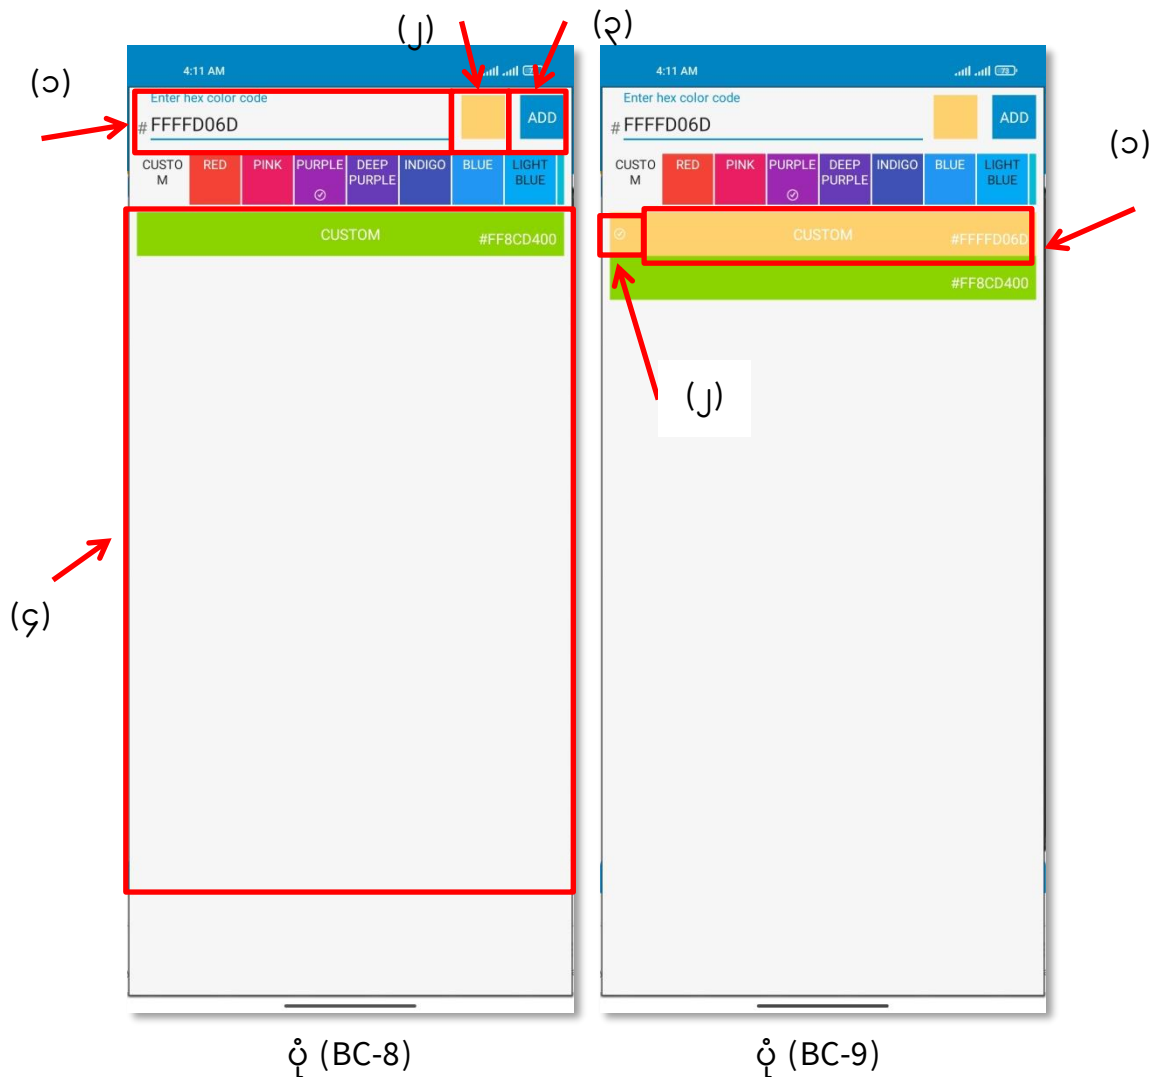 (၂)
(၃)
(၁)
4:11 AM
Enter hex color code
# FFFFD06D
ADD
CUSTO
M
RED
PINK
PURPLE
DEEP
PURPLE
INDIGO
BLUE
LIGHT
BLUE
CUSTOM
#FF8CD400
(၄)
4:11 AM
Enter hex color code
# FFFFD06D
ADD
(၁)
CUSTO
M
RED
PINK
PURPLE
DEEP
PURPLE
INDIGO
BLUE
LIGHT
BLUE
CUSTOM
#FFFFD06D
#FF8CD400
(၂)
ပုံ (BC-8)
ပုံ (BC-9)